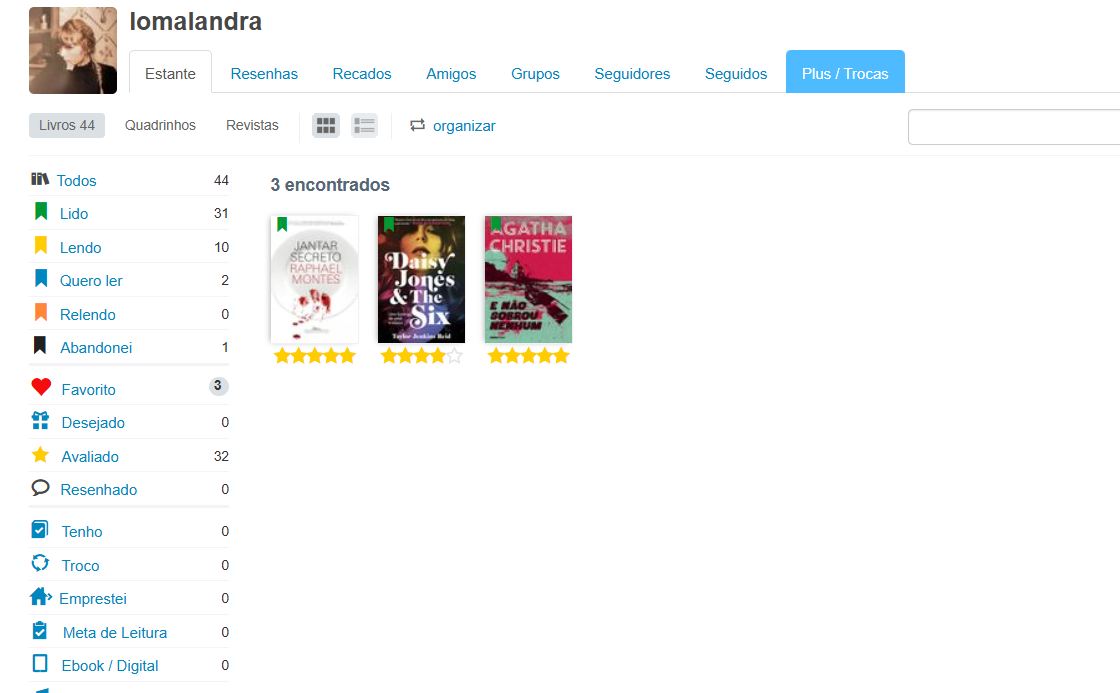 lomalandra
Estante Resenhas Recados Amigos Grupos Seguidores Seguidos Plus / Trocas
Livros 44 Quadrinhos Revistas organizar
Todos 44
Lido 31
Lendo 10
Quero ler 2
Relendo 0
Abandonei 1
Favorito 3
Desejado 0
Avaliado 32
Resenhado 0
Tenho 0
Troco 0
Emprestei 0
Meta de Leitura 0
Ebook / Digital 0
3 encontrados
JANTAR
SECRETO
RAPHAEL
MONTES
Daisy
Jones
& The
Six
Taylor Jenkins Reid
AGATHA
CHRISTIE
E NÃO
SOBROU
NENHUM